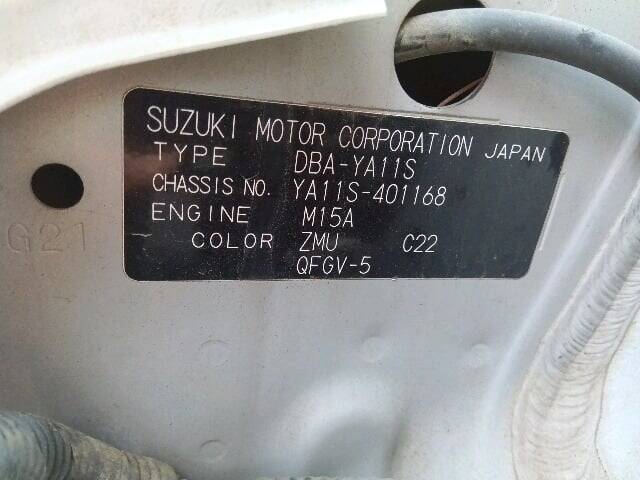 SUZUKI MOTOR CORPORATION JAPAN
TYPE DBA-YA11S
CHASSIS NO. YA11S-401168
ENGINE M15A
COLOR ZMU C22
QFGV-5
G21